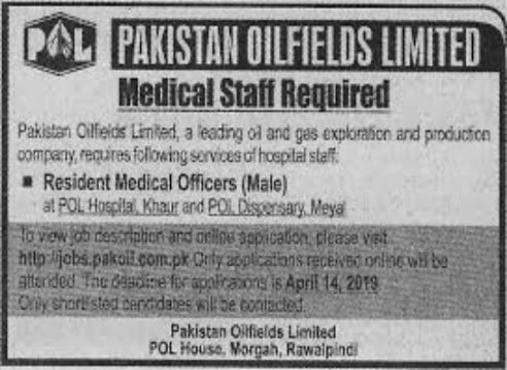 POL
PAKISTAN OILFIELDS LIMITED
Medical Staff Required
Pakistan Oilfields Limited, a leading oil and gas exploration and production
company, requires following services of hospital staff:
■ Resident Medical Officers (Male)
at POL Hospital, Khaur and POL Dispensary, Meyal
To view job description and online application, please visit
http://jobs.pakoil.com.pk Only applications received online will be
attended. The deadline for applications is April 14, 2019
Only shortlisted candidates will be contacted.
Pakistan Oilfields Limited
POL House, Morgah, Rawalpindi